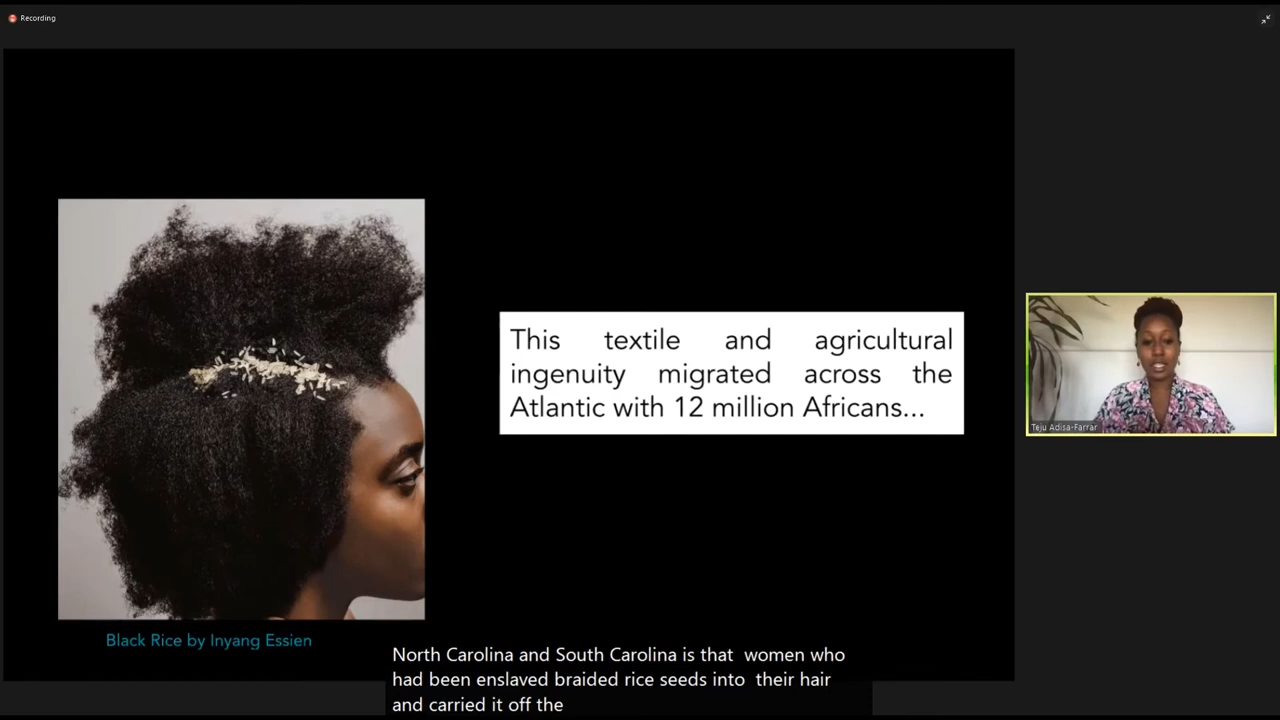 Recording
This textile and agricultural
ingenuity migrated across the
Atlantic with 12 million Africans...
Teju Adisa-Farrar
Black Rice by Inyang Essien
North Carolina and South Carolina is that women who
had been enslaved braided rice seeds into their hair
and carried it off the